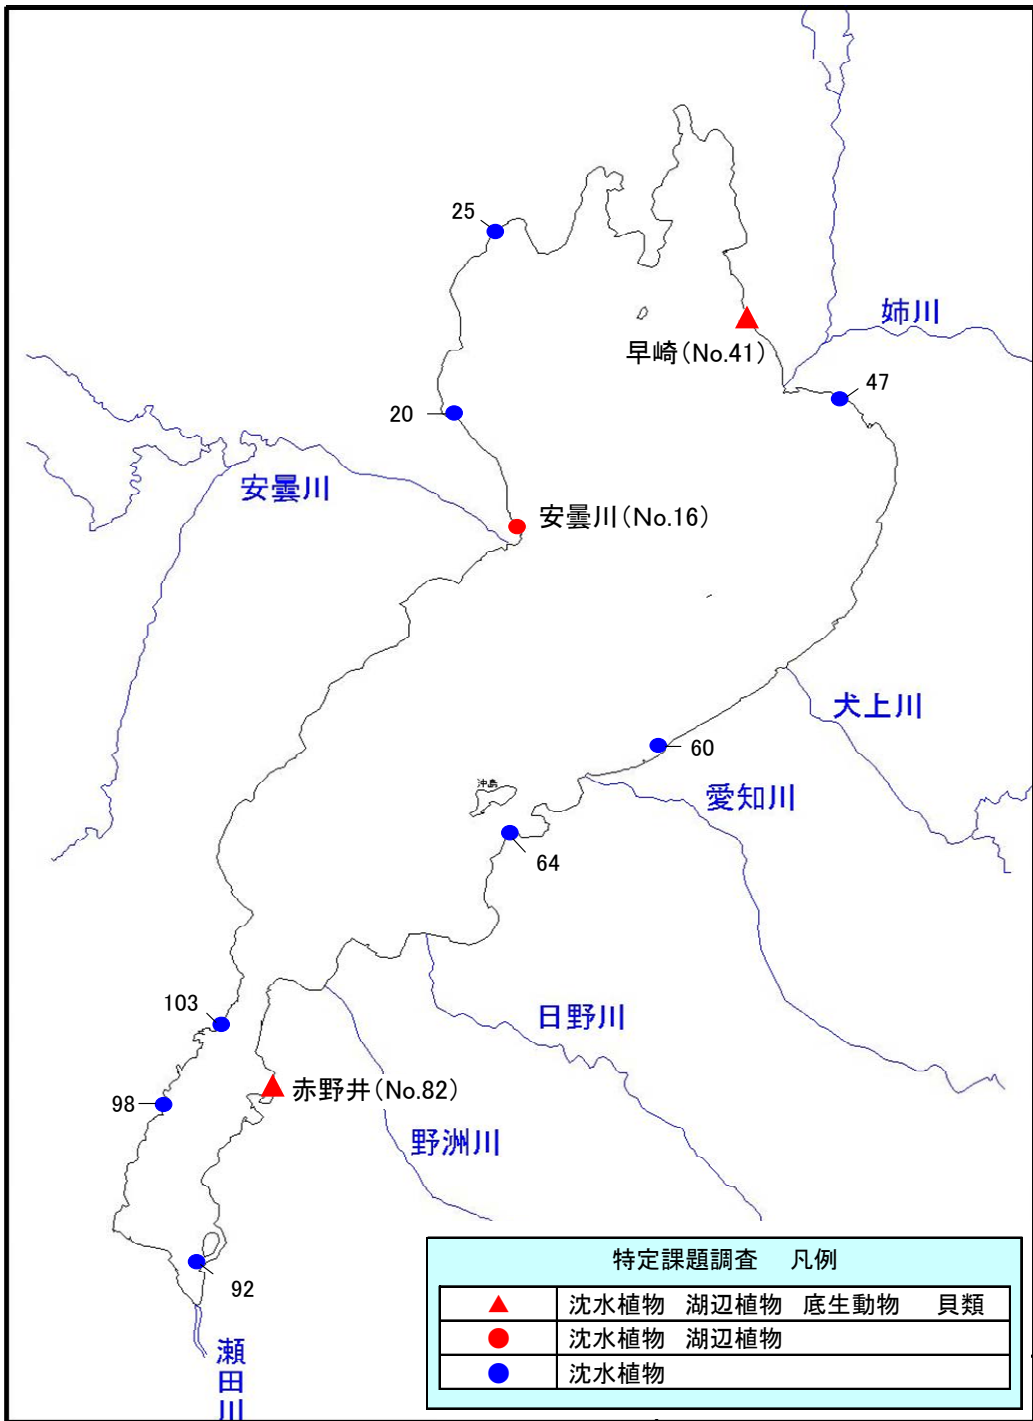 25
姉川
早崎(No.41)
47
20
安曇川
安曇川(No.16)
犬上川
60
沖島
愛知川
64
103
日野川
赤野井(No.82)
98
野洲川
特定課題調査 凡例
沈水植物 湖辺植物 底生動物 貝類
沈水植物 湖辺植物
沈水植物
92
瀬田川